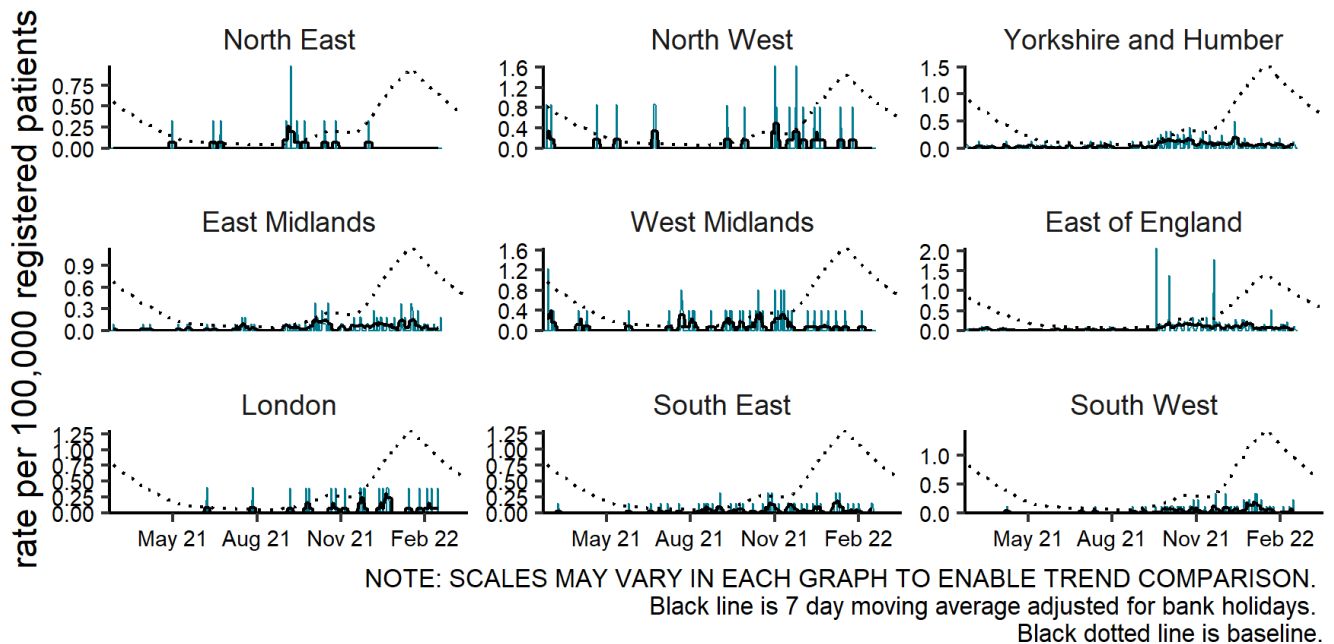 rate per 100,000 registered patients
North East
0.75
0.50
0.25
0.00
North West
1.6
1.2
0.8
0.4
0.0
Yorkshire and Humber
1.5
1.0
0.5
0.0
East Midlands
0.9
0.6
0.3
0.0
West Midlands
1.6
1.2
0.8
0.4
0.0
East of England
2.0
1.5
1.0
0.5
0.0
London
1.25
1.00
0.75
0.50
0.25
0.00
May 21 Aug 21 Nov 21 Feb 22
South East
1.25
1.00
0.75
0.50
0.25
0.00
May 21 Aug 21 Nov 21 Feb 22
South West
1.0
0.5
0.0
May 21 Aug 21 Nov 21 Feb 22
NOTE: SCALES MAY VARY IN EACH GRAPH TO ENABLE TREND COMPARISON.
Black line is 7 day moving average adjusted for bank holidays.
Black dotted line is baseline.